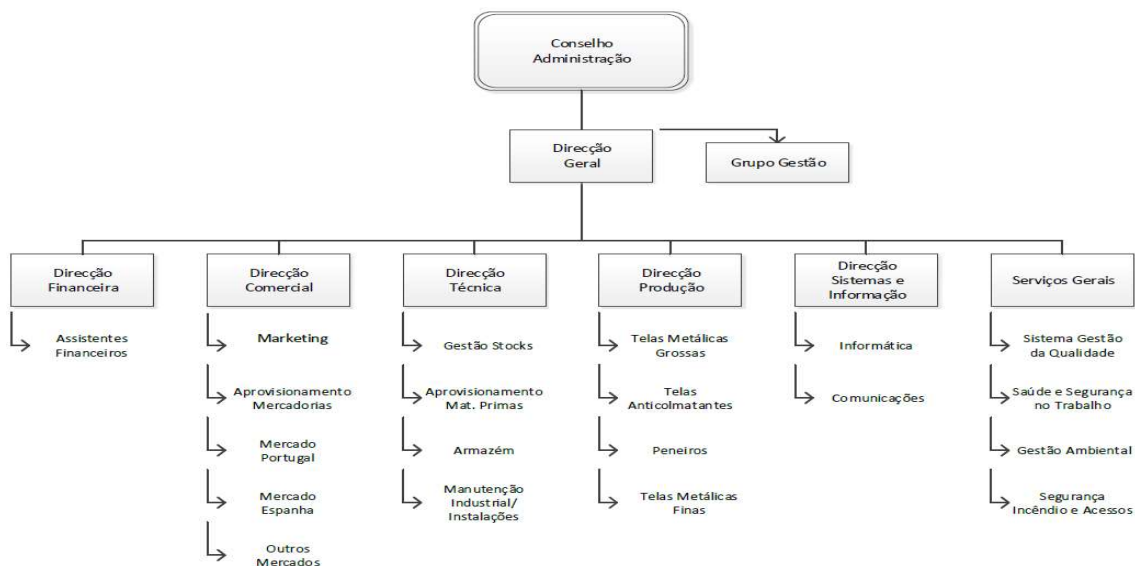 Conselho
Administração
Direcção
Geral
Grupo Gestão
Direcção
Financeira
Assistentes
Financeiros
Direcção
Comercial
Marketing
Aprovisionamento
Mercadorias
Mercado
Portugal
Mercado
Espanha
Outros
Mercados
Direcção
Técnica
Gestão Stocks
Aprovisionamento
Mat. Primas
Armazém
Manutenção
Industrial/
Instalações
Direcção
Produção
Telas Metálicas
Grossas
Telas
Anticolmatantes
Peneiros
Telas Metálicas
Finas
Direcção
Sistemas e
Informação
Informática
Comunicações
Serviços Gerais
Sistema Gestão
da Qualidade
Saúde e Segurança
no Trabalho
Gestão Ambiental
Segurança
Incêndio e Acessos